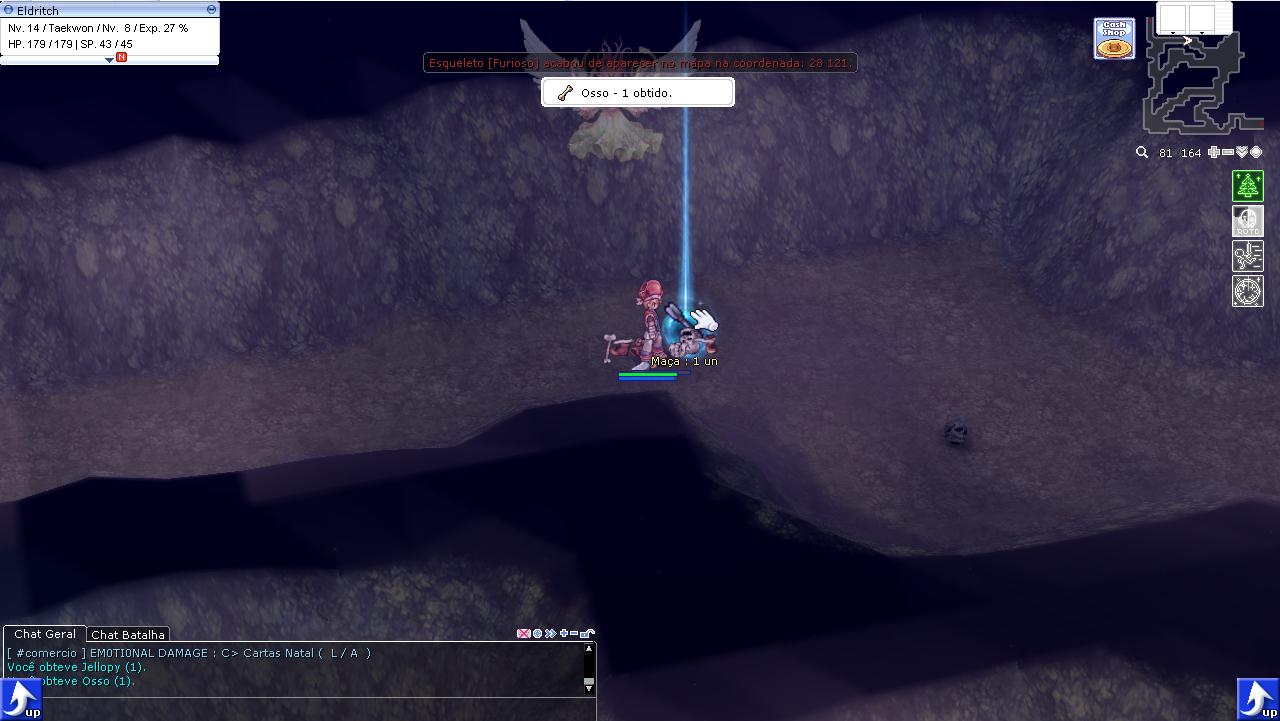 Eldritch
Nv. 14 / Taekwon / Nv. 8 / Exp. 27 %
HP. 179 / 179 | SP. 43 / 45
N
Esqueleto [Furioso] acabou de aparecer no mapa na coordenada: 28 121.
Osso - 1 obtido.
Cash Shop
81 164
ROTD
Maça : 1 un
Chat Geral
Chat Batalha
[ #comercio ] EMOTIONAL DAMAGE : C> Cartas Natal ( L / A )
Você obteve Jellopy (1).
obteve Osso (1).
up
up